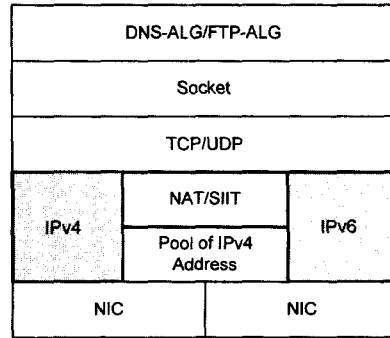 DNS-ALG/FTP-ALG
Socket
TCP/UDP
IPv4
NAT/SIIT
Pool of IPv4
Address
IPv6
NIC
NIC